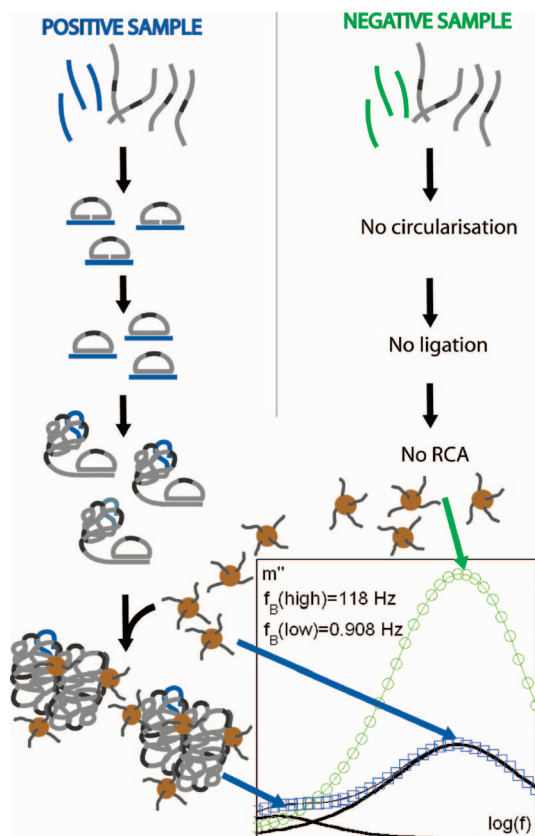 POSITIVE SAMPLE
NEGATIVE SAMPLE
No circularisation
No ligation
No RCA
m"
f_B(high)=118 Hz
f_B(low)=0.908 Hz
log(f)